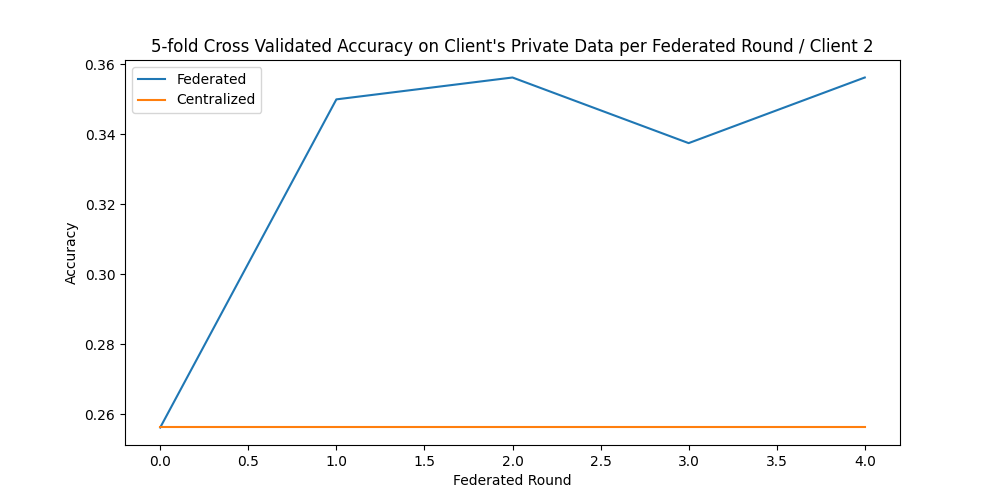 5-fold Cross Validated Accuracy on Client's Private Data per Federated Round / Client 2
Federated
Centralized
Accuracy
0.36
0.34
0.32
0.30
0.28
0.26
0.0 0.5 1.0 1.5 2.0 2.5 3.0 3.5 4.0
Federated Round